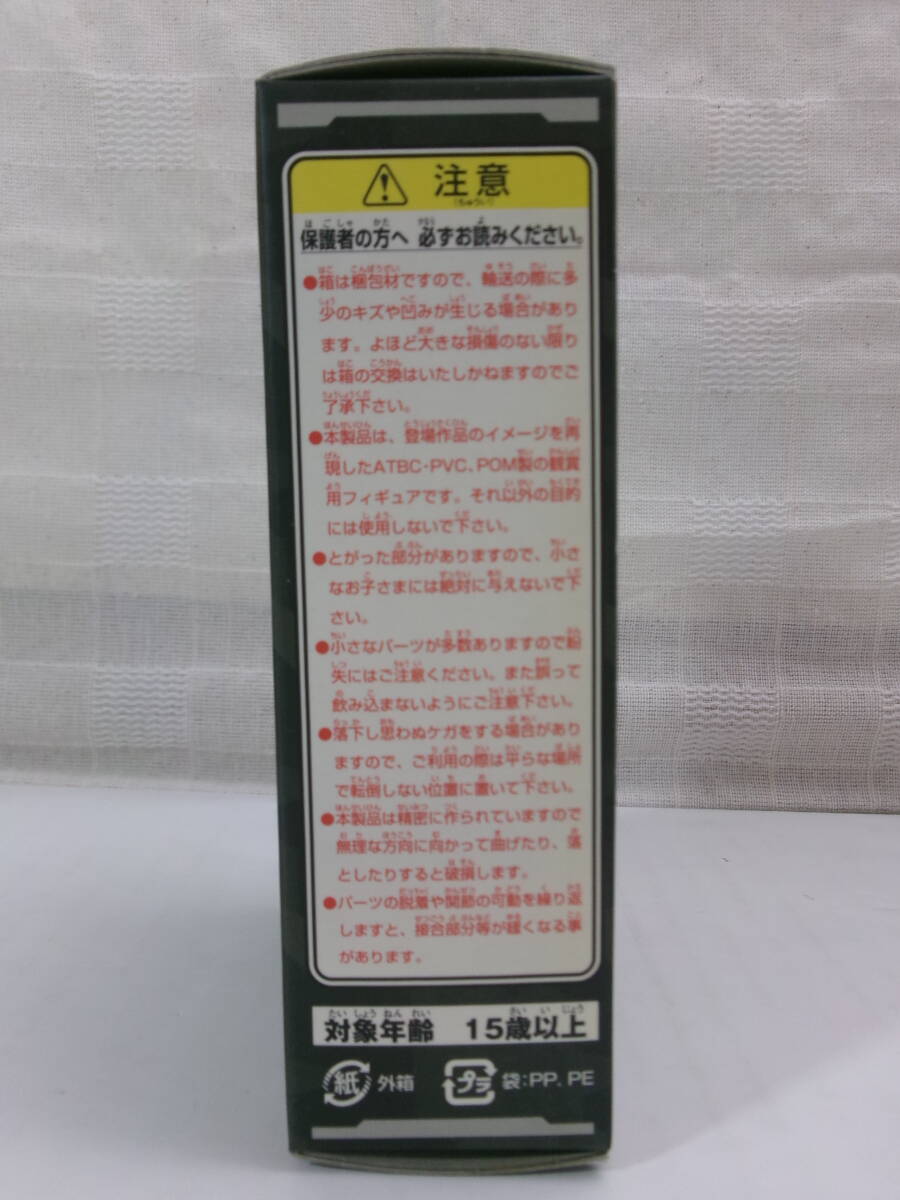 注意
(ちゅうい)
保護者の方へ 必ずお読みください。
●箱は梱包材ですので、輸送の際に多
少のキズや凹みが生じる場合があり
ます。よほど大きな損傷のない限り
は箱の交換はいたしかねますのでご
了承下さい。
●本製品は、登場作品のイメージを再
現したATBC・PVC、POM製の観賞
用フィギュアです。それ以外の目的
には使用しないで下さい。
●とがった部分がありますので、小さ
なお子さまには絶対に与えないで下
さい。
●小さなパーツが多数ありますので紛
失にはご注意ください。また誤って
飲み込まないようにご注意下さい。
●落下し思わぬケガをする場合があり
ますので、ご利用の際は平らな場所
で転倒しない位置に置いて下さい。
●本製品は精密に作られていますので
無理な方向に向かって曲げたり、落
としたりすると破損します。
●パーツの脱着や関節の可動を繰り返
しますと、接合部分等が緩くなる事
があります。
対象年齢 15歳以上
紙 外箱 プラ 袋:PP、PE